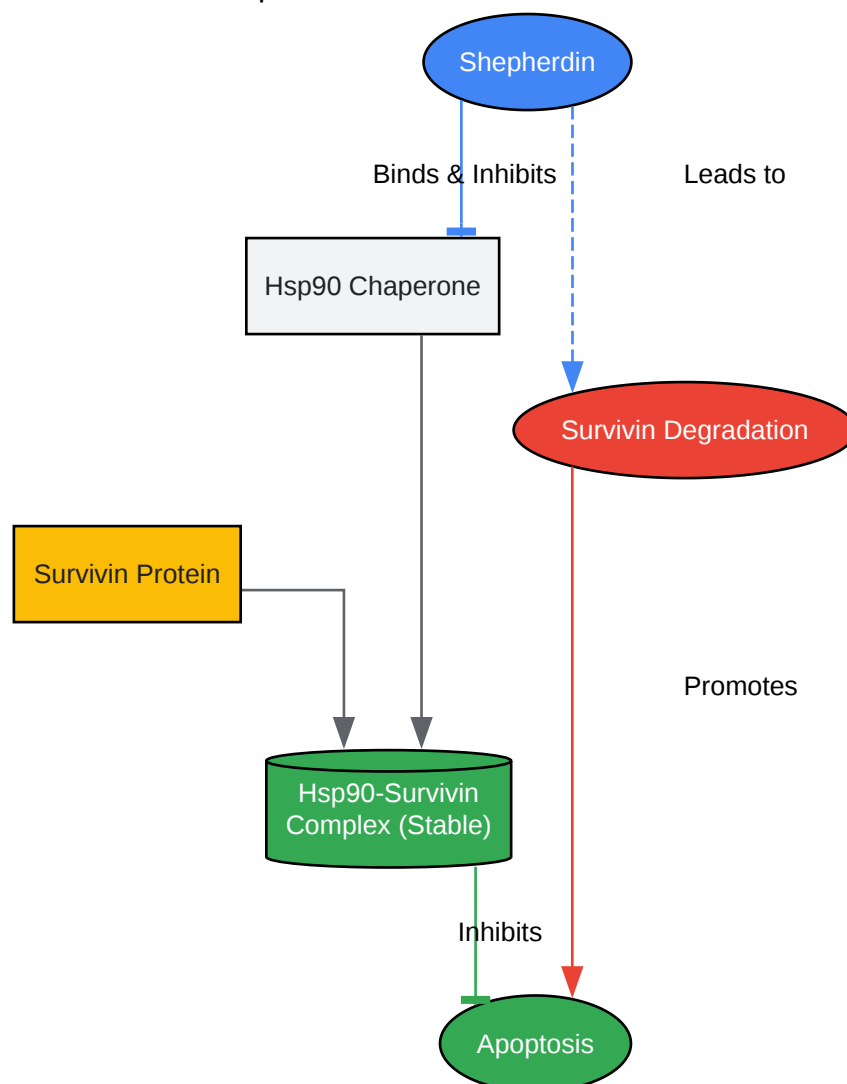 Shepherdin
Binds & Inhibits
Leads to
Hsp90 Chaperone
Survivin Degradation
Survivin Protein
Promotes
Hsp90-Survivin
Complex (Stable)
Inhibits
Apoptosis